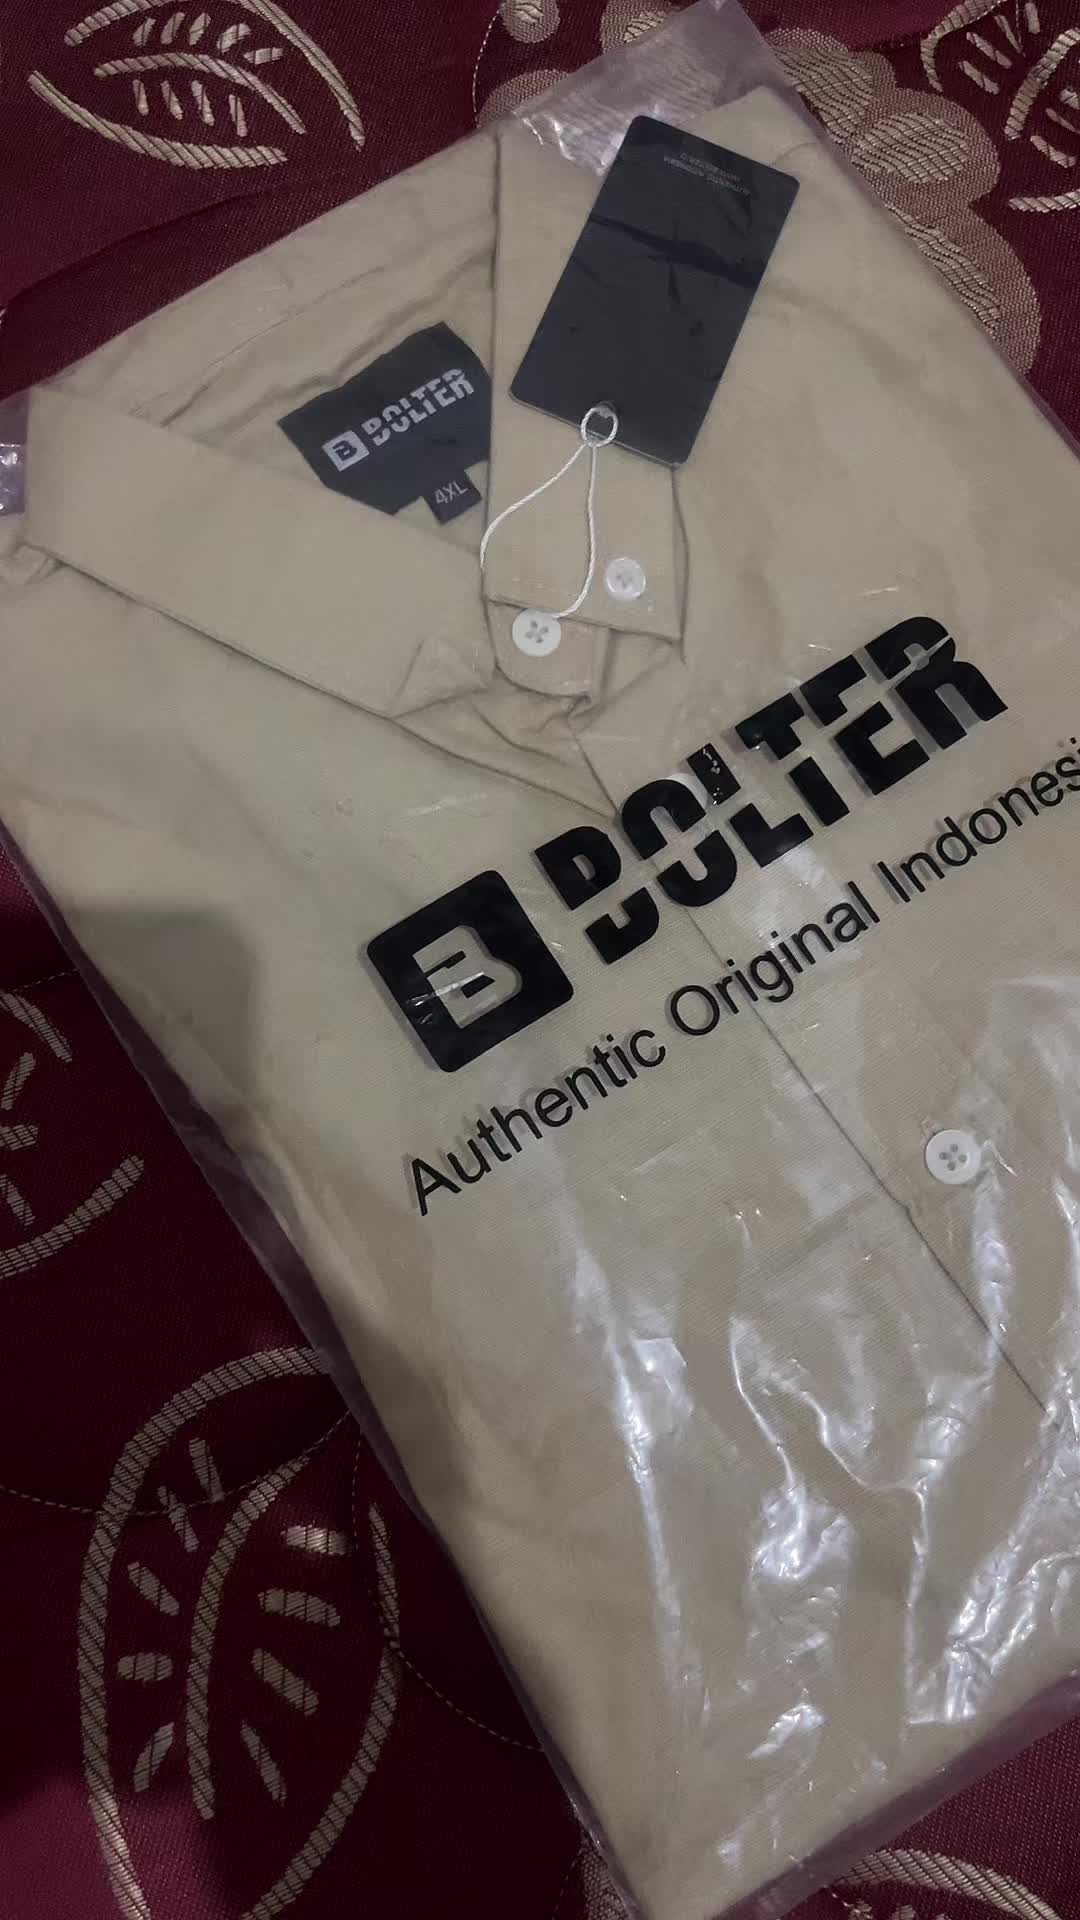 BOLTER
4XL
BOLTER
Authentic Original Indonesi